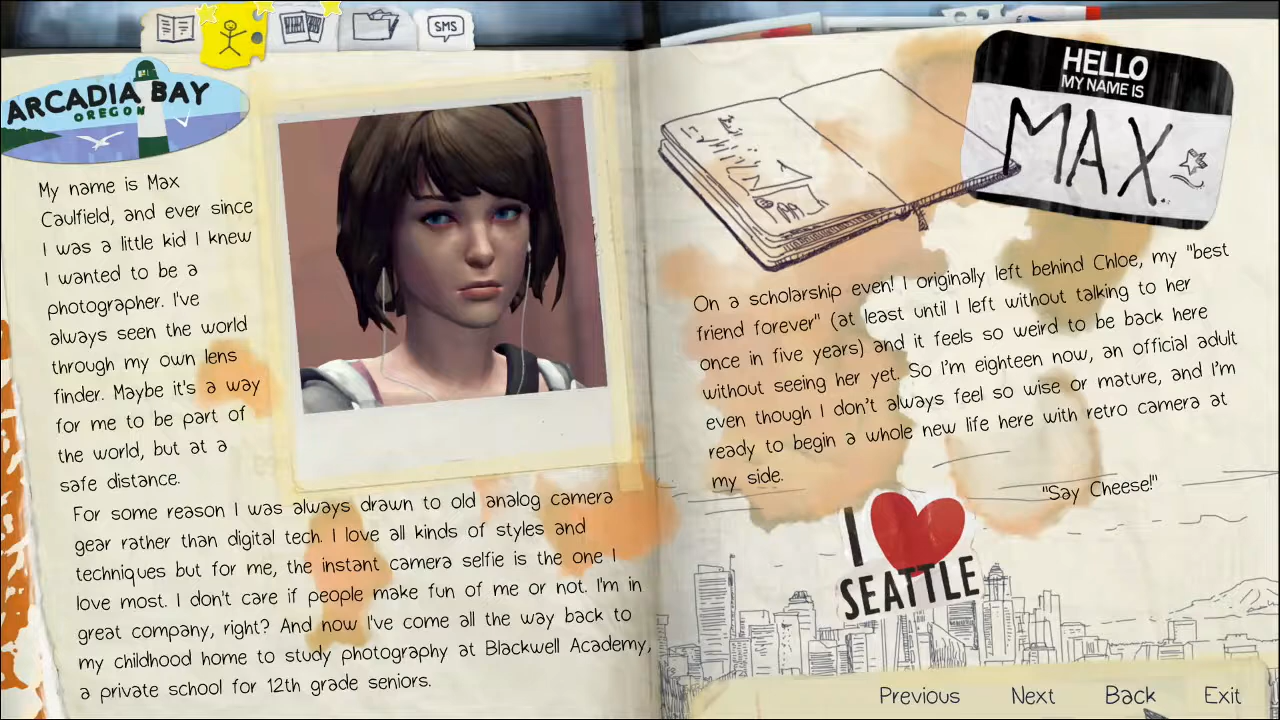 SMS
ARCADIA BAY
OREGON
My name is Max
Caulfield, and ever since
I was a little kid I knew
I wanted to be a
photographer. I've
always seen the world
through my own lens
finder. Maybe it's a way
for me to be part of
the world, but at a
safe distance.
For some reason I was always drawn to old analog camera
gear rather than digital tech. I love all kinds of styles and
techniques but for me, the instant camera selfie is the one I
love most. I don't care if people make fun of me or not. I'm in
great company, right? And now I've come all the way back to
my childhood home to study photography at Blackwell Academy,
a private school for 12th grade seniors.
HELLO
MY NAME IS
MAX
On a scholarship even! I originally left behind Chloe, my "best
friend forever" (at least until I left without talking to her
once in five years) and it feels so weird to be back here
without seeing her yet. So I'm eighteen now, an official adult
even though I don't always feel so wise or mature, and I'm
ready to begin a whole new life here with retro camera at
my side.
"Say Cheese!"
I
SEATTLE
Previous Next Back Exit